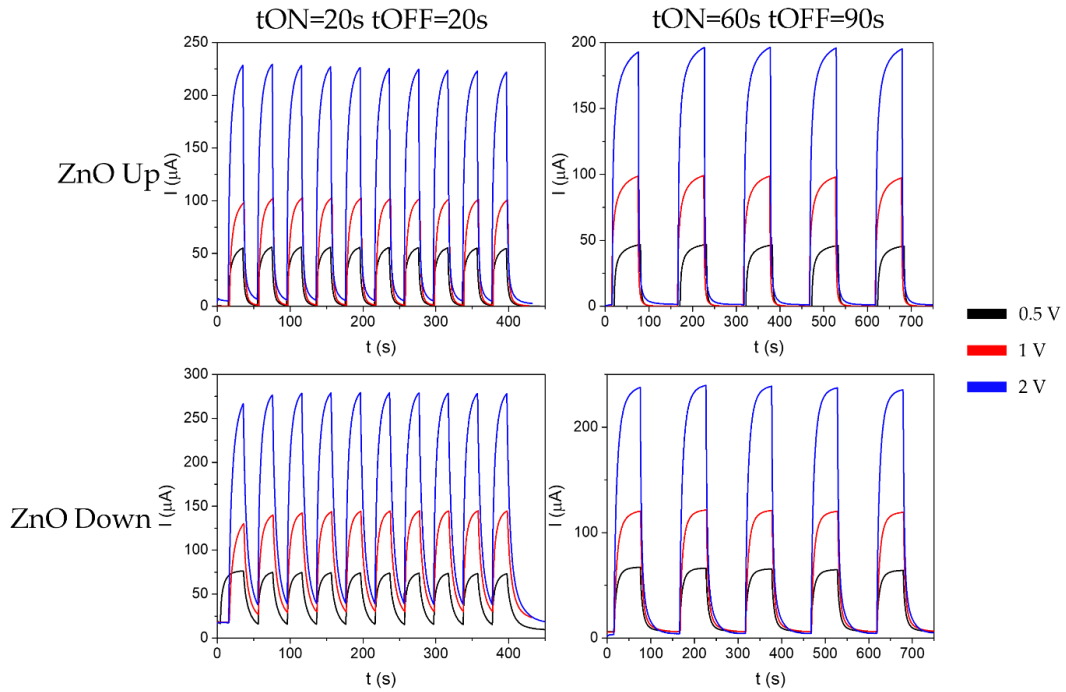 tON=20s tOFF=20s
tON=60s tOFF=90s
ZnO Up
I (µA)
250
200
150
100
50
0
0 100 200 300 400
t (s)
I (µA)
200
150
100
50
0
0 100 200 300 400 500 600 700
t (s)
0.5 V
1 V
2 V
ZnO Down
I (µA)
300
250
200
150
100
50
0
0 100 200 300 400
t (s)
I (µA)
200
150
100
50
0
0 100 200 300 400 500 600 700
t (s)